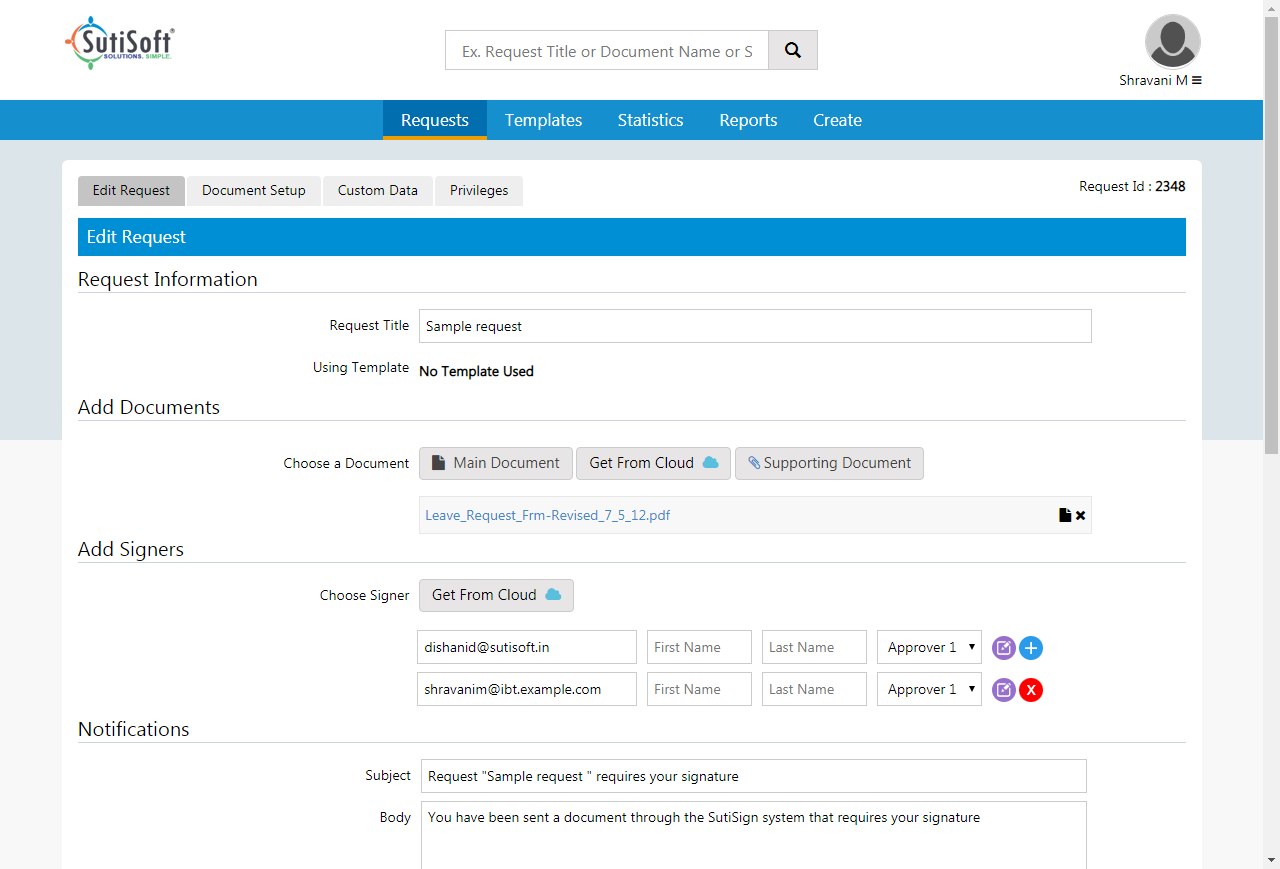 SutiSoft®
SOLUTIONS. SIMPLE.
Ex. Request Title or Document Name or S
Shravani M
Requests Templates Statistics Reports Create
Edit Request Document Setup Custom Data Privileges
Request Id : 2348
Edit Request
Request Information
Request Title Sample request
Using Template No Template Used
Add Documents
Choose a Document Main Document Get From Cloud Supporting Document
Leave_Request_Frm-Revised_7_5_12.pdf
Add Signers
Choose Signer Get From Cloud
dishanid@sutisoft.in First Name Last Name Approver 1
shravanim@ibt.example.com First Name Last Name Approver 1 X
Notifications
Subject Request "Sample request " requires your signature
Body You have been sent a document through the SutiSign system that requires your signature